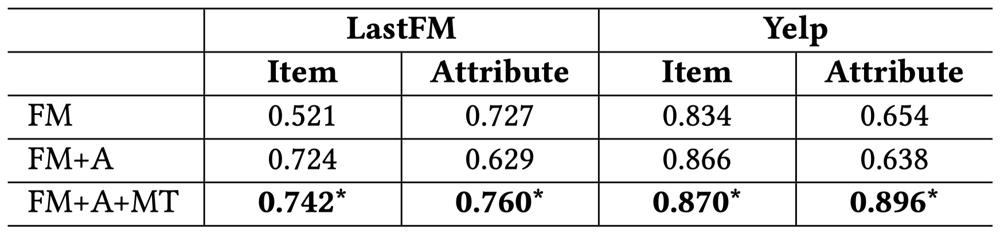 LastFM Yelp
Item Attribute Item Attribute
FM 0.521 0.727 0.834 0.654
FM+A 0.724 0.629 0.866 0.638
FM+A+MT 0.742* 0.760* 0.870* 0.896*